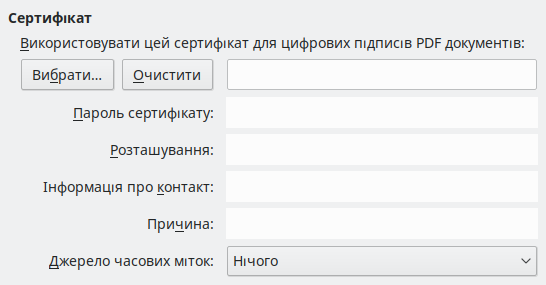 Сертифікат
Використовувати цей сертифікат для цифрових підписів PDF документів:
Вибрати... Очистити
Пароль сертифікату:
Розташування:
Інформація про контакт:
Причина:
Джерело часових міток: Нічого